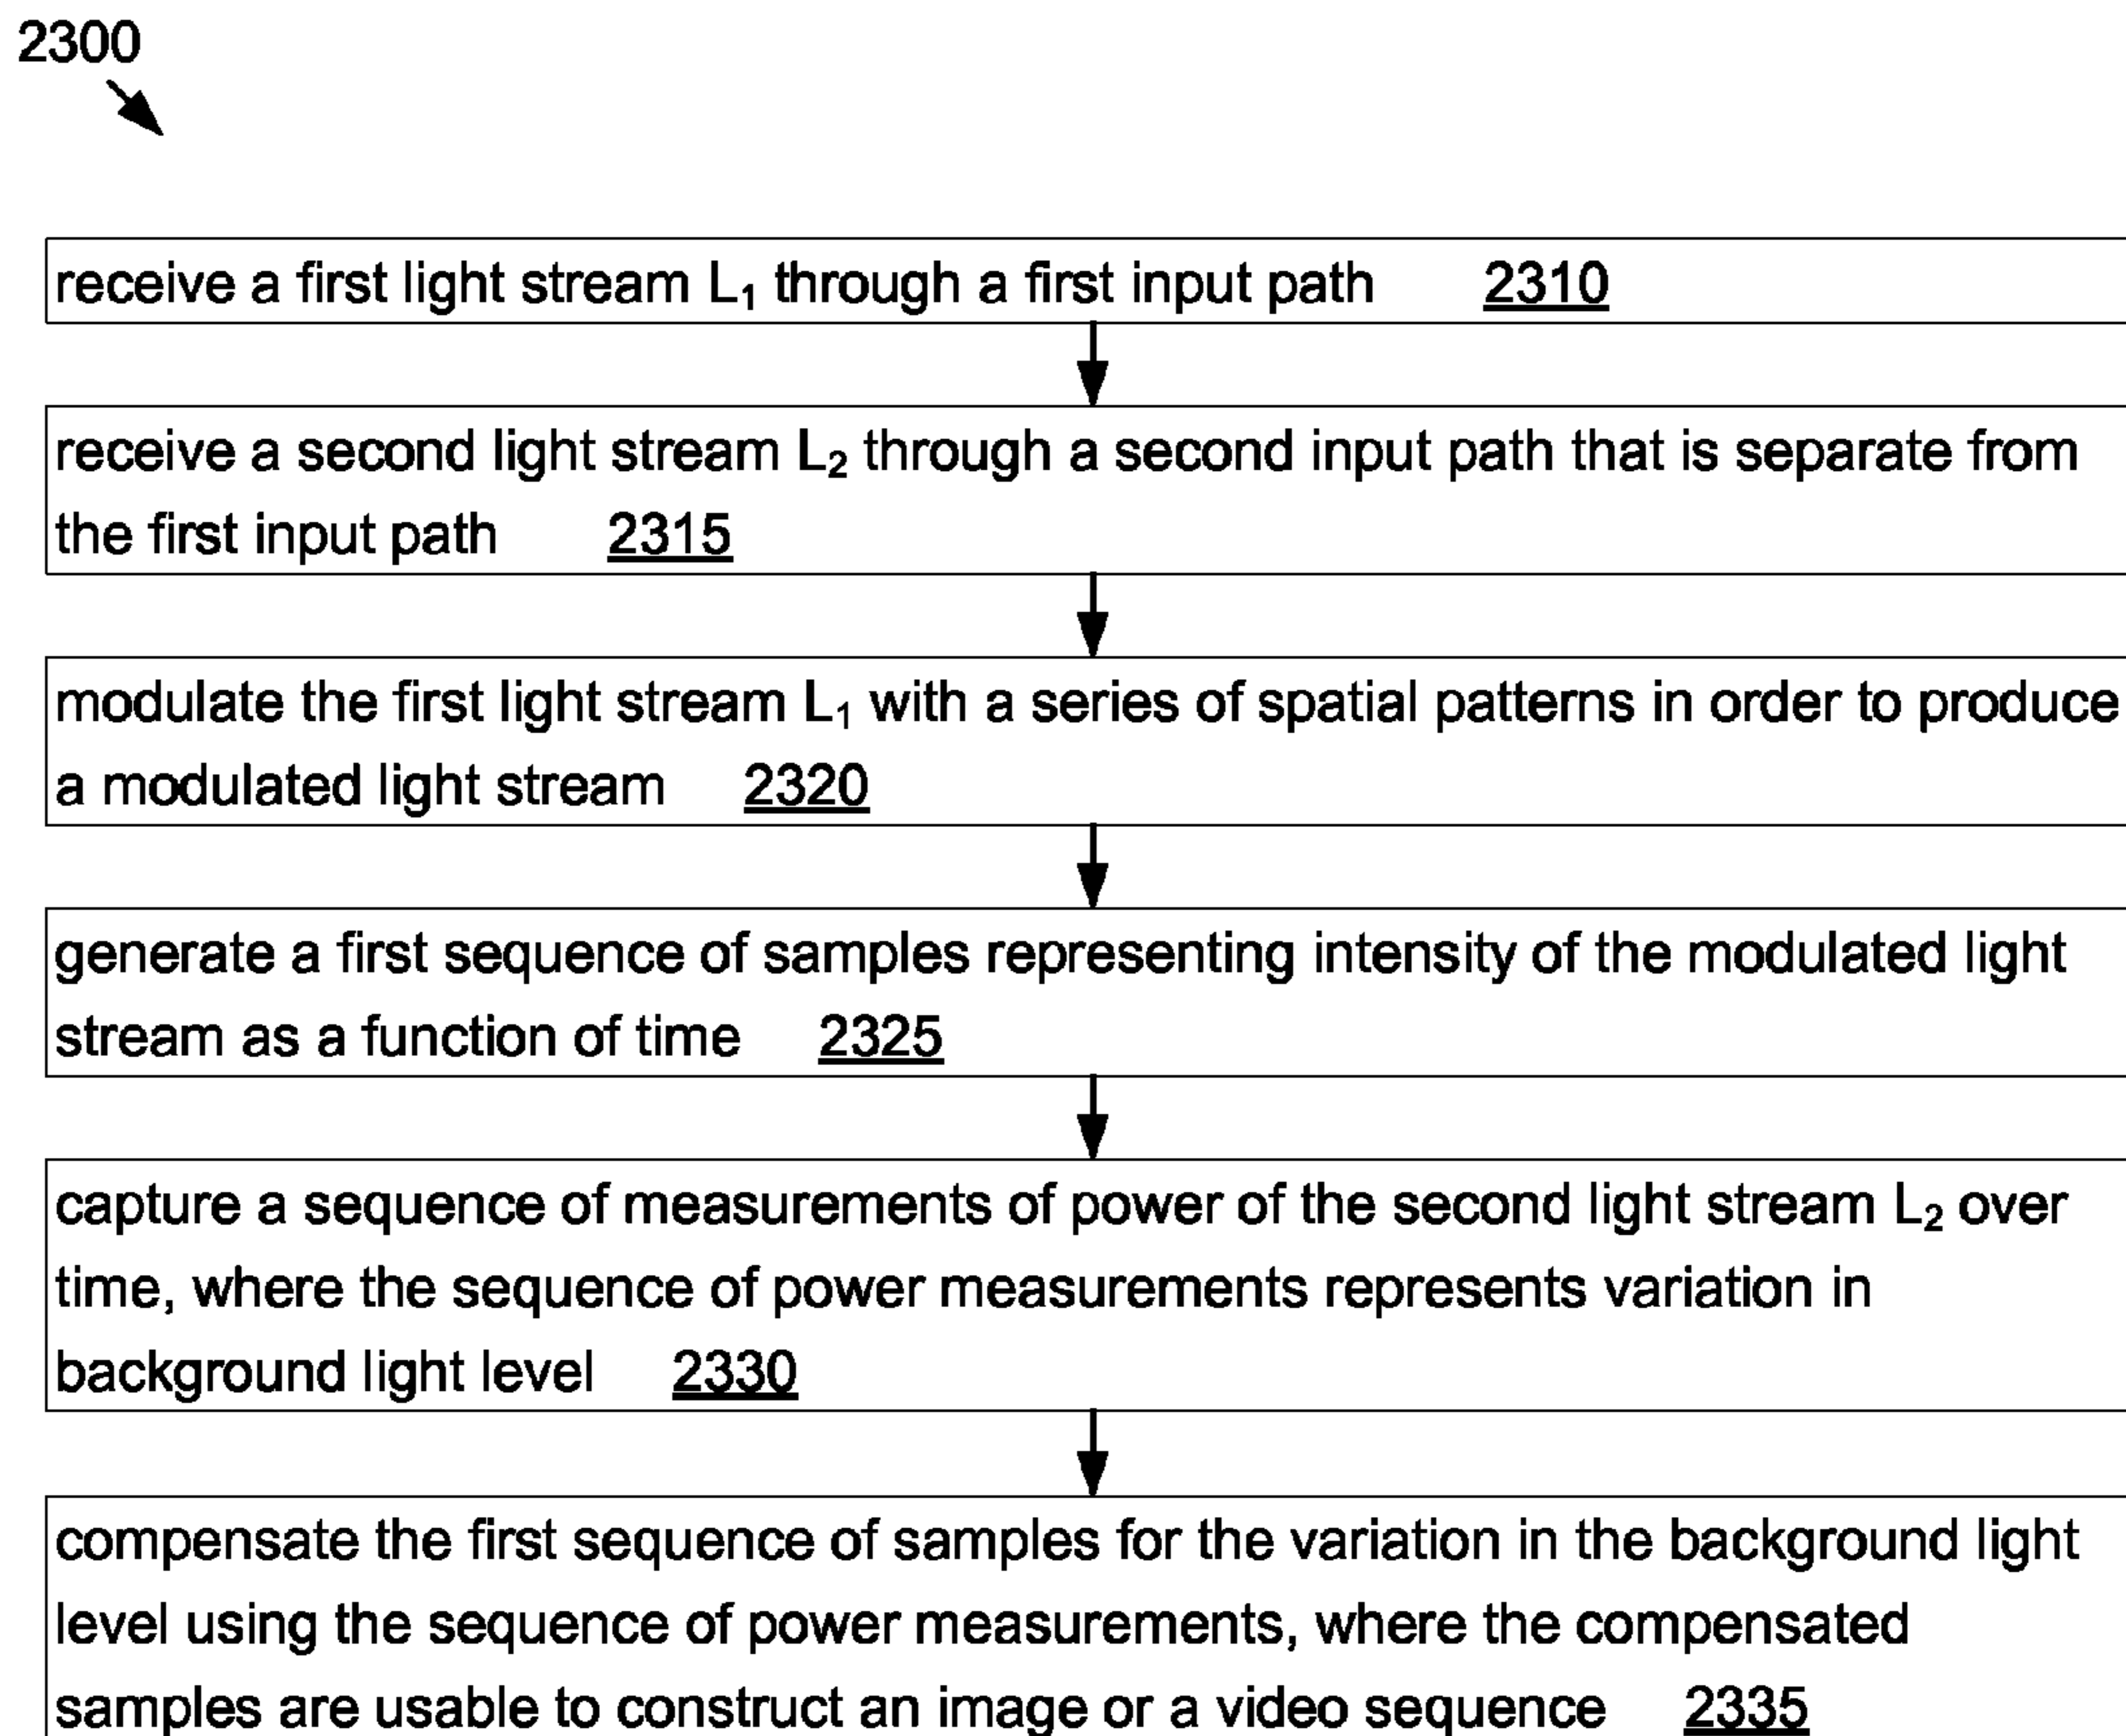 2300
receive a first light stream L₁ through a first input path 2310
receive a second light stream L₂ through a second input path that is separate from
the first input path 2315
modulate the first light stream L₁ with a series of spatial patterns in order to produce
a modulated light stream 2320
generate a first sequence of samples representing intensity of the modulated light
stream as a function of time 2325
capture a sequence of measurements of power of the second light stream L₂ over
time, where the sequence of power measurements represents variation in
background light level 2330
compensate the first sequence of samples for the variation in the background light
level using the sequence of power measurements, where the compensated
samples are usable to construct an image or a video sequence 2335